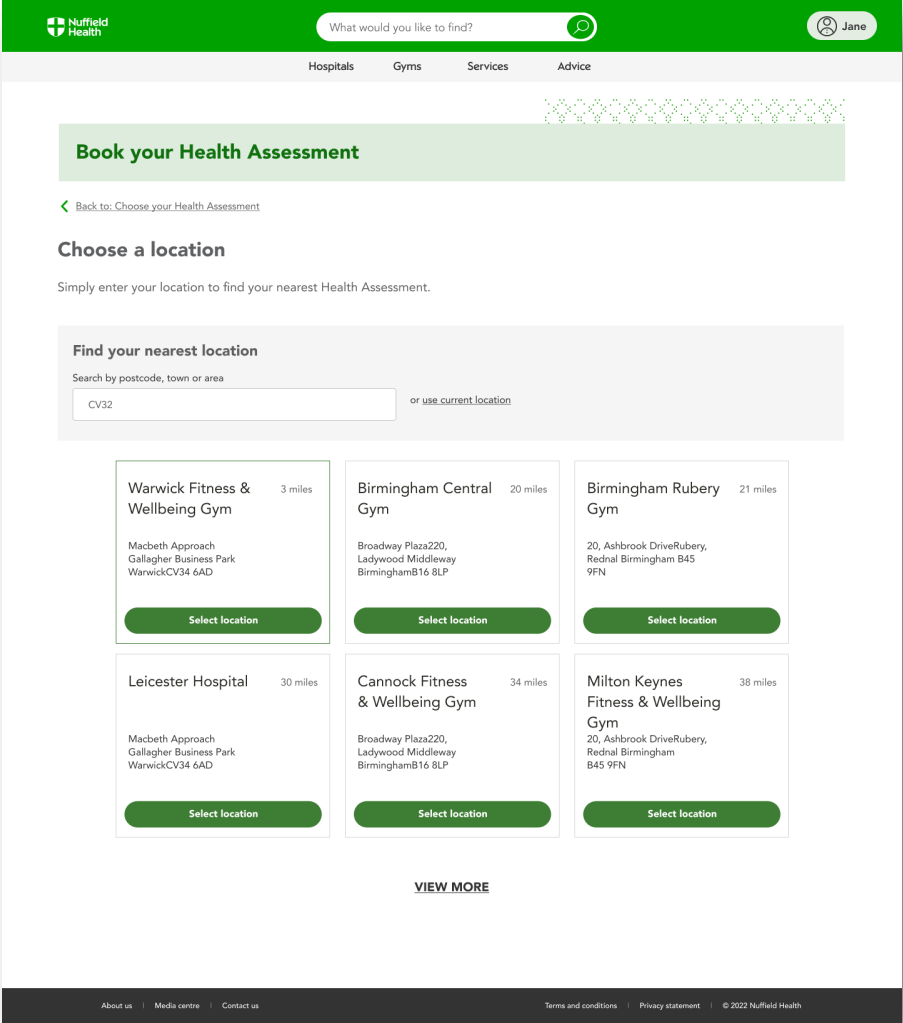 Nuffield
Health
What would you like to find?
Jane
Hospitals Gyms Services Advice
Book your Health Assessment
Back to: Choose your Health Assessment
Choose a location
Simply enter your location to find your nearest Health Assessment.
Find your nearest location
Search by postcode, town or area
CV32
or use current location
Warwick Fitness &
Wellbeing Gym
3 miles
Macbeth Approach
Gallagher Business Park
WarwickCV34 6AD
Select location
Birmingham Central
Gym
20 miles
Broadway Plaza220,
Ladywood Middleway
BirminghamB16 8LP
Select location
Birmingham Rubery
Gym
21 miles
20, Ashbrook DriveRubery,
Rednal Birmingham B45
9FN
Select location
Leicester Hospital
30 miles
Macbeth Approach
Gallagher Business Park
WarwickCV34 6AD
Select location
Cannock Fitness
& Wellbeing Gym
34 miles
Broadway Plaza220,
Ladywood Middleway
BirminghamB16 8LP
Select location
Milton Keynes
Fitness & Wellbeing
Gym
38 miles
20, Ashbrook DriveRubery,
Rednal Birmingham
B45 9FN
Select location
VIEW MORE
About us | Media centre | Contact us
Terms and conditions | Privacy statement | © 2022 Nuffield Health